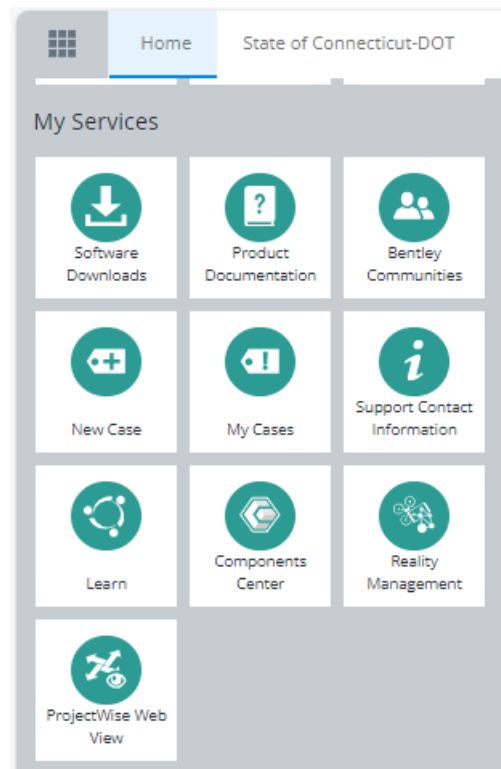 Home State of Connecticut-DOT
My Services
Software
Downloads
Product
Documentation
Bentley
Communities
New Case
My Cases
Support Contact
Information
Learn
Components
Center
Reality
Management
ProjectWise Web
View